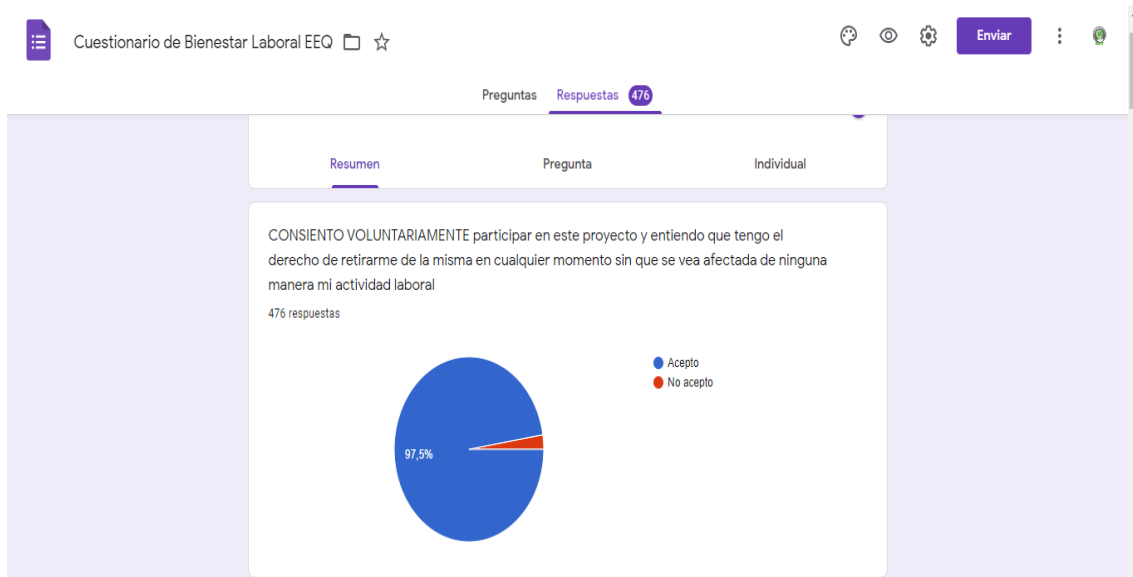 Cuestionario de Bienestar Laboral EEQ
Enviar
Preguntas Respuestas 476
Resumen Pregunta Individual
CONSIENTO VOLUNTARIAMENTE participar en este proyecto y entiendo que tengo el
derecho de retirarme de la misma en cualquier momento sin que se vea afectada de ninguna
manera mi actividad laboral
476 respuestas
Acepto
No acepto
97,5%